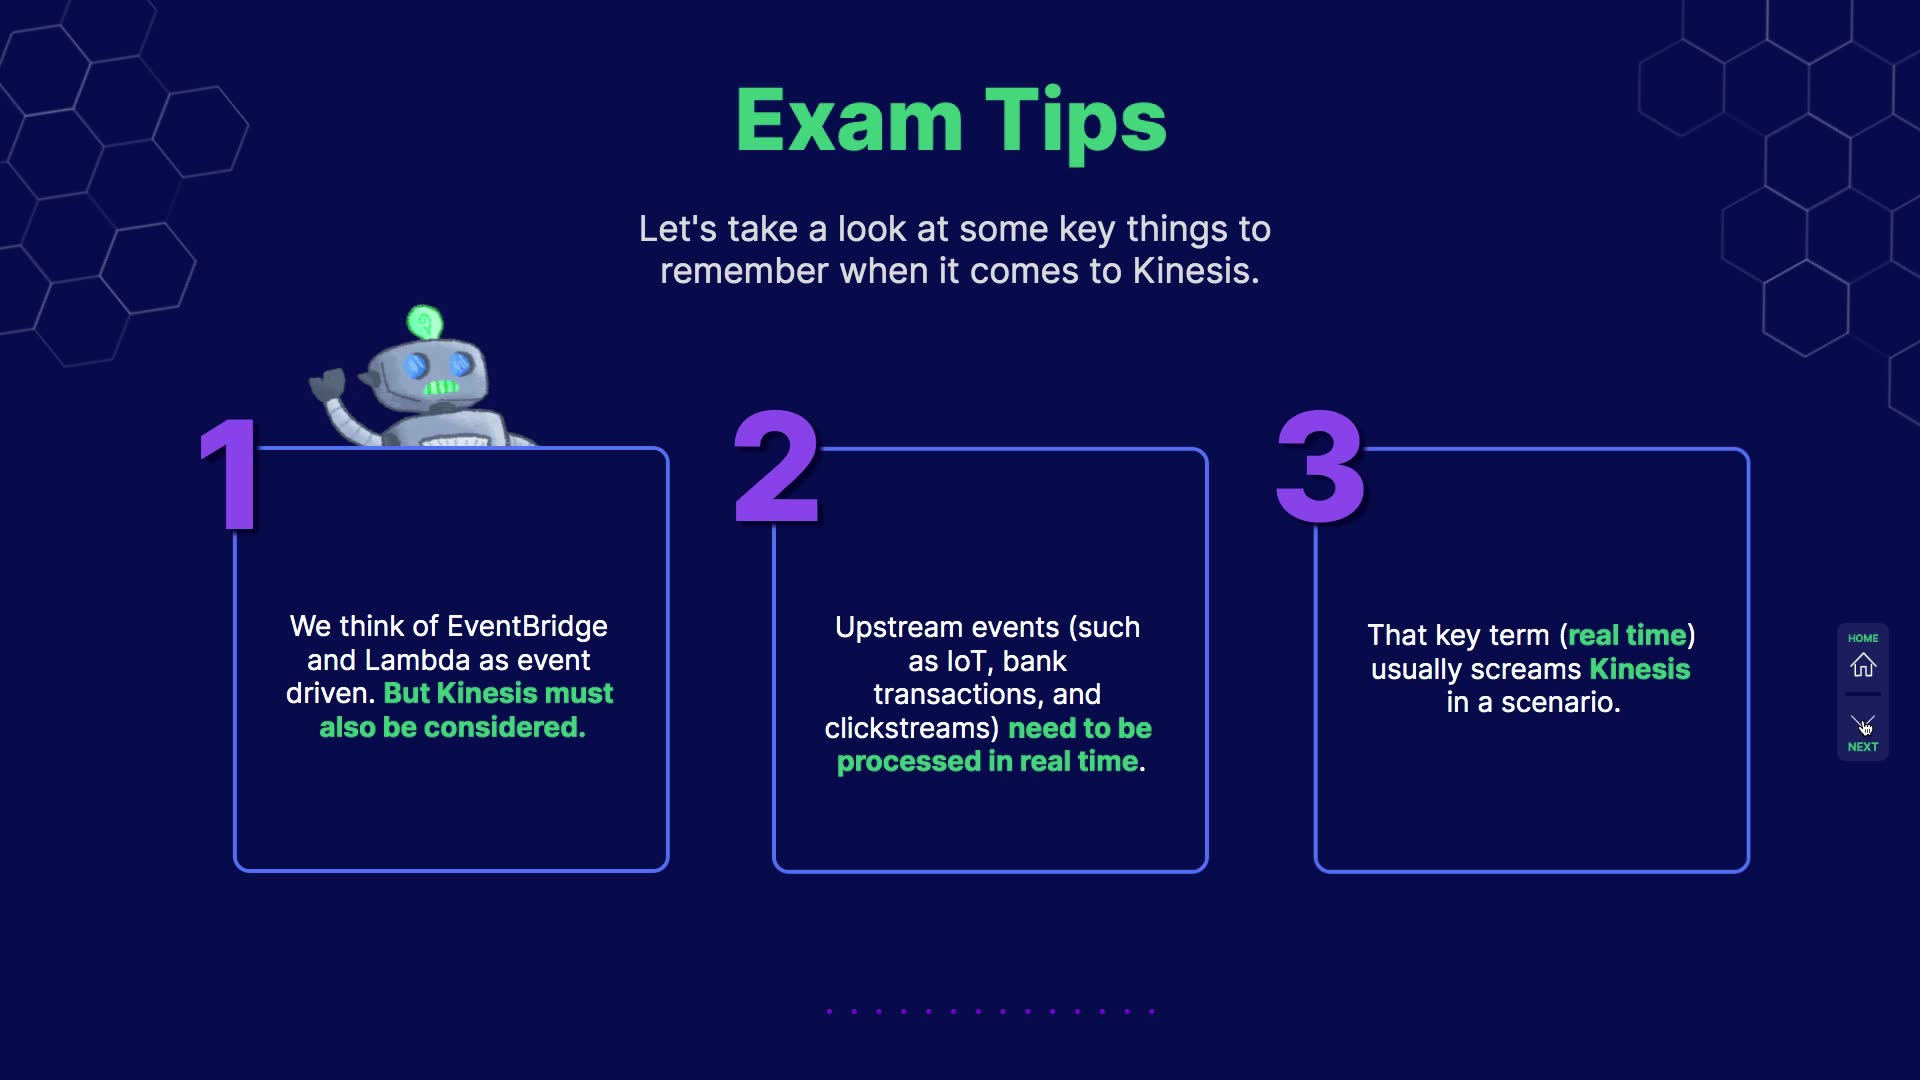 Exam Tips
Let's take a look at some key things to
remember when it comes to Kinesis.
1
We think of EventBridge
and Lambda as event
driven. But Kinesis must
also be considered.
2
Upstream events (such
as IoT, bank
transactions, and
clickstreams) need to be
processed in real time.
3
That key term (real time)
usually screams Kinesis
in a scenario.
HOME
NEXT